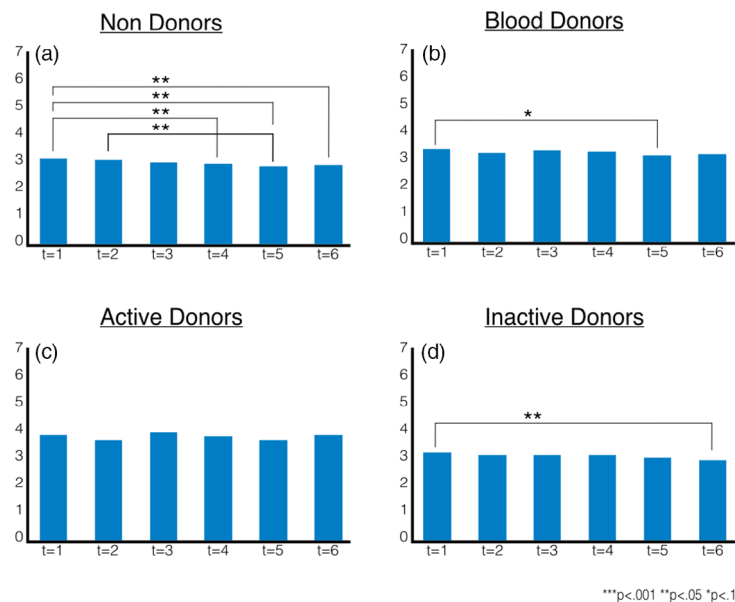 Non Donors
(a)
7
6
5
4
3
2
1
0
**
**
**
**
t=1 t=2 t=3 t=4 t=5 t=6
Blood Donors
(b)
7
6
5
4
3
2
1
0
*
t=1 t=2 t=3 t=4 t=5 t=6
Active Donors
(c)
7
6
5
4
3
2
1
0
t=1 t=2 t=3 t=4 t=5 t=6
Inactive Donors
(d)
7
6
5
4
3
2
1
0
**
t=1 t=2 t=3 t=4 t=5 t=6
***p<.001 **p<.05 *p<.1